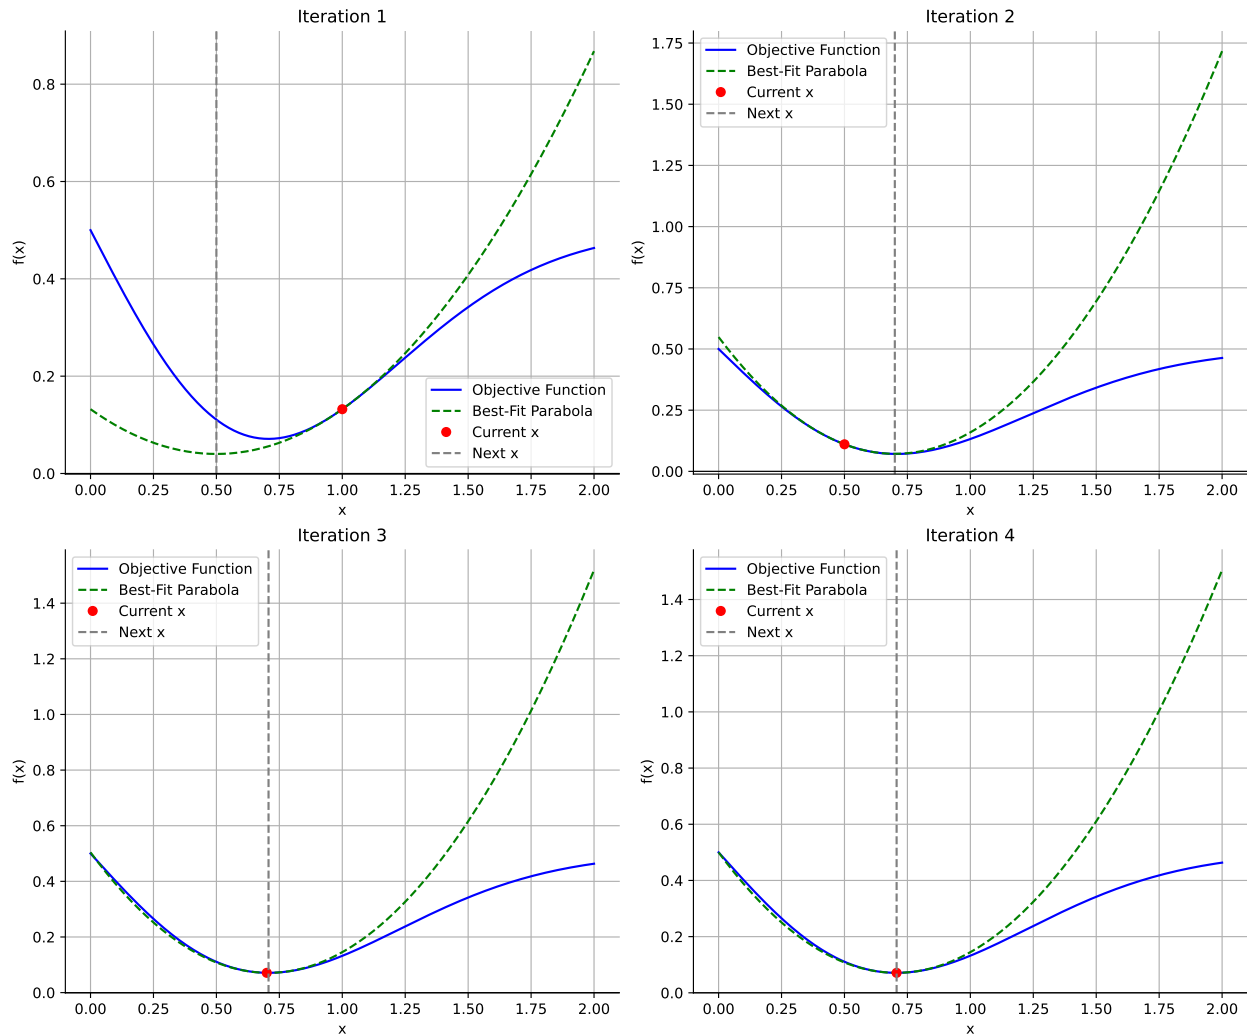 Iteration 1
f(x)
0.8
0.6
0.4
0.2
0.0
0.00 0.25 0.50 0.75 1.00 1.25 1.50 1.75 2.00
x
Objective Function
Best-Fit Parabola
Current x
Next x
Iteration 2
f(x)
1.75
1.50
1.25
1.00
0.75
0.50
0.25
0.00
0.00 0.25 0.50 0.75 1.00 1.25 1.50 1.75 2.00
x
Objective Function
Best-Fit Parabola
Current x
Next x
Iteration 3
f(x)
1.4
1.2
1.0
0.8
0.6
0.4
0.2
0.0
0.00 0.25 0.50 0.75 1.00 1.25 1.50 1.75 2.00
x
Objective Function
Best-Fit Parabola
Current x
Next x
Iteration 4
f(x)
1.4
1.2
1.0
0.8
0.6
0.4
0.2
0.0
0.00 0.25 0.50 0.75 1.00 1.25 1.50 1.75 2.00
x
Objective Function
Best-Fit Parabola
Current x
Next x